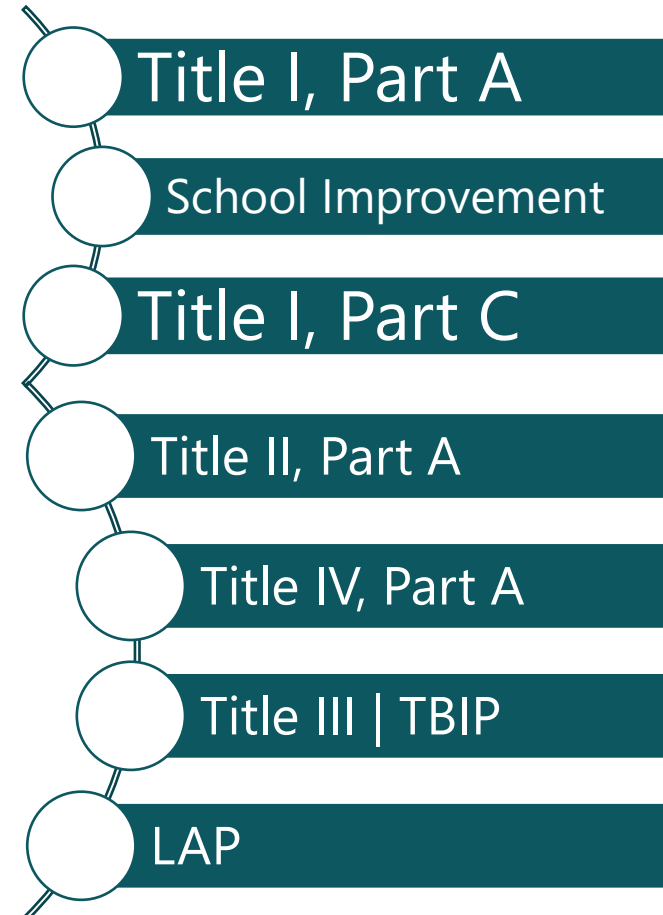 Title I, Part A
School Improvement
Title I, Part C
Title II, Part A
Title IV, Part A
Title III | TBIP
LAP